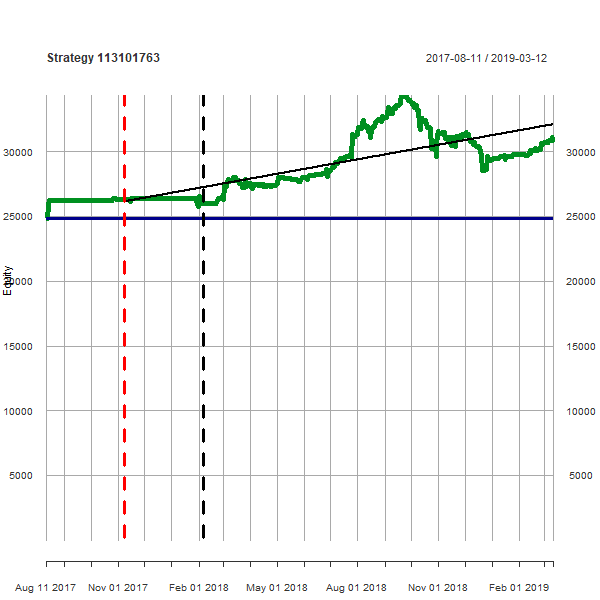 Strategy 113101763
2017-08-11 / 2019-03-12
30000
30000
25000
25000
Equity
20000
20000
15000
15000
10000
10000
5000
5000
Aug 11 2017
Nov 01 2017
Feb 01 2018
May 01 2018
Aug 01 2018
Nov 01 2018
Feb 01 2019